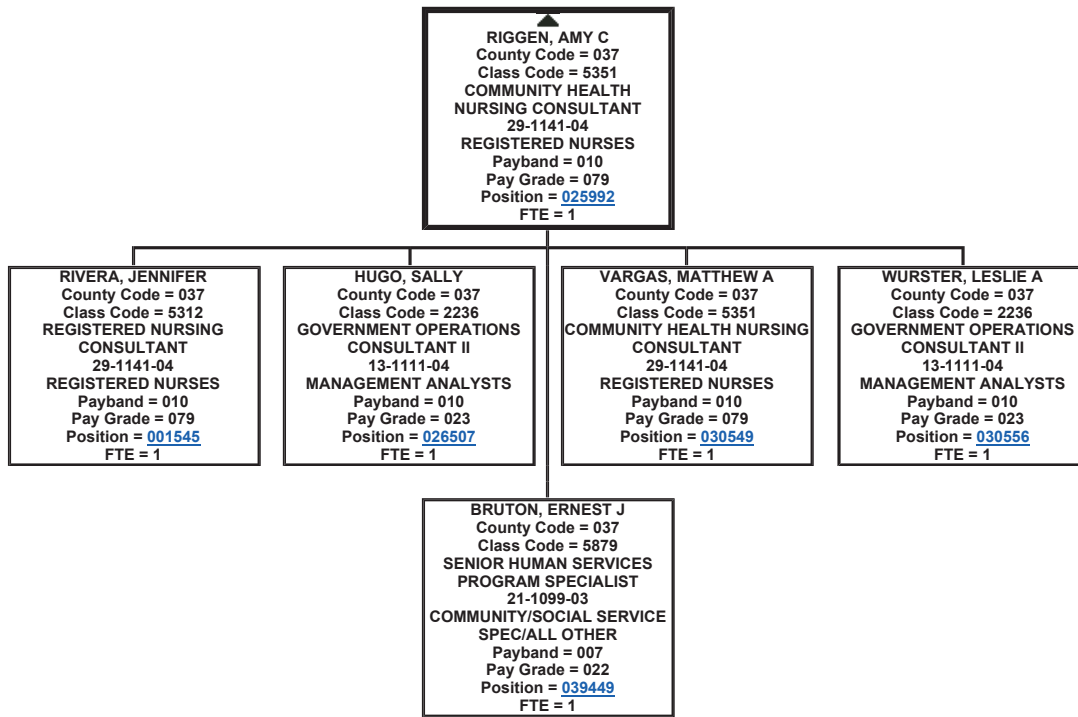 RIGGEN, AMY C
County Code = 037
Class Code = 5351
COMMUNITY HEALTH
NURSING CONSULTANT
29-1141-04
REGISTERED NURSES
Payband = 010
Pay Grade = 079
Position = 025992
FTE = 1
RIVERA, JENNIFER
County Code = 037
Class Code = 5312
REGISTERED NURSING
CONSULTANT
29-1141-04
REGISTERED NURSES
Payband = 010
Pay Grade = 079
Position = 001545
FTE = 1
HUGO, SALLY
County Code = 037
Class Code = 2236
GOVERNMENT OPERATIONS
CONSULTANT II
13-1111-04
MANAGEMENT ANALYSTS
Payband = 010
Pay Grade = 023
Position = 026507
FTE = 1
VARGAS, MATTHEW A
County Code = 037
Class Code = 5351
COMMUNITY HEALTH NURSING
CONSULTANT
29-1141-04
REGISTERED NURSES
Payband = 010
Pay Grade = 079
Position = 030549
FTE = 1
WURSTER, LESLIE A
County Code = 037
Class Code = 2236
GOVERNMENT OPERATIONS
CONSULTANT II
13-1111-04
MANAGEMENT ANALYSTS
Payband = 010
Pay Grade = 023
Position = 030556
FTE = 1
BRUTON, ERNEST J
County Code = 037
Class Code = 5879
SENIOR HUMAN SERVICES
PROGRAM SPECIALIST
21-1099-03
COMMUNITY/SOCIAL SERVICE
SPEC/ALL OTHER
Payband = 007
Pay Grade = 022
Position = 039449
FTE = 1